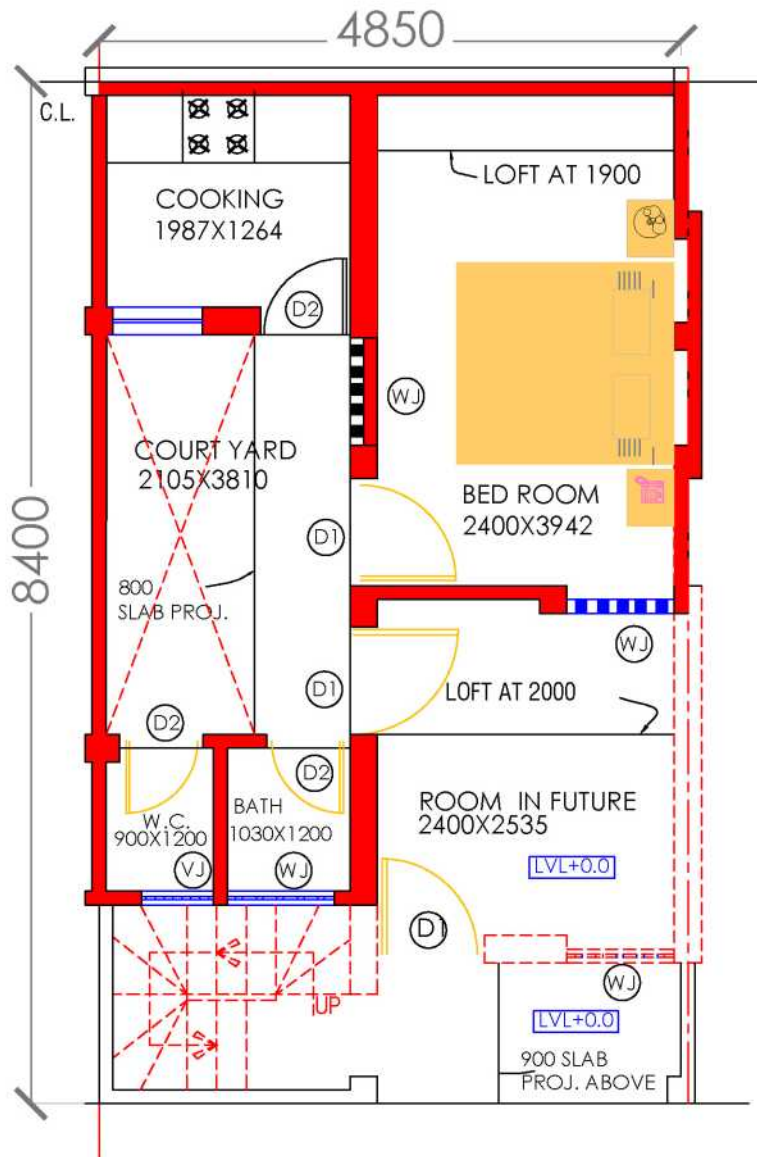 4850
C.L.
LOFT AT 1900
COOKING
1987X1264
D2
WJ
COURT YARD
2105X3810
BED ROOM
2400X3942
8400
D1
800
SLAB PROJ.
WJ
D1
LOFT AT 2000
D2
D2
ROOM IN FUTURE
2400X2535
W.C.
900X1200
BATH
1030X1200
VJ
WJ
LVL+0.0
D1
WJ
UP
LVL+0.0
900 SLAB
PROJ. ABOVE